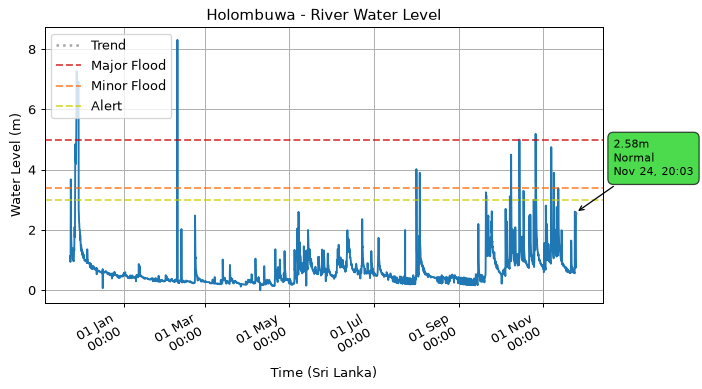 Holombuwa - River Water Level
Trend
Major Flood
Minor Flood
Alert
2.58m
Normal
Nov 24, 20:03
Water Level (m)
8
6
4
2
0
01 Jan
00:00
01 Mar
00:00
01 May
00:00
01 Jul
00:00
01 Sep
00:00
01 Nov
00:00
Time (Sri Lanka)